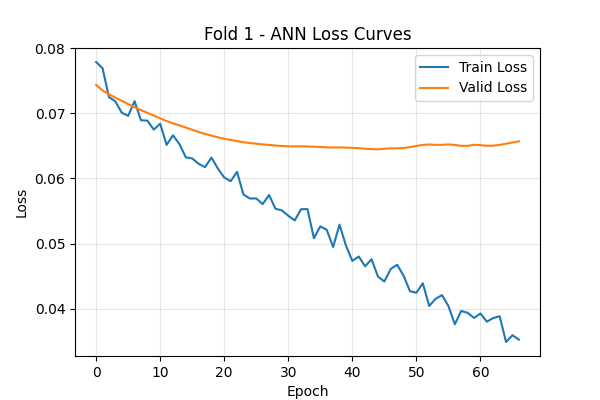 Fold 1 - ANN Loss Curves
Train Loss
Valid Loss
Loss
0.08
0.07
0.06
0.05
0.04
0 10 20 30 40 50 60
Epoch